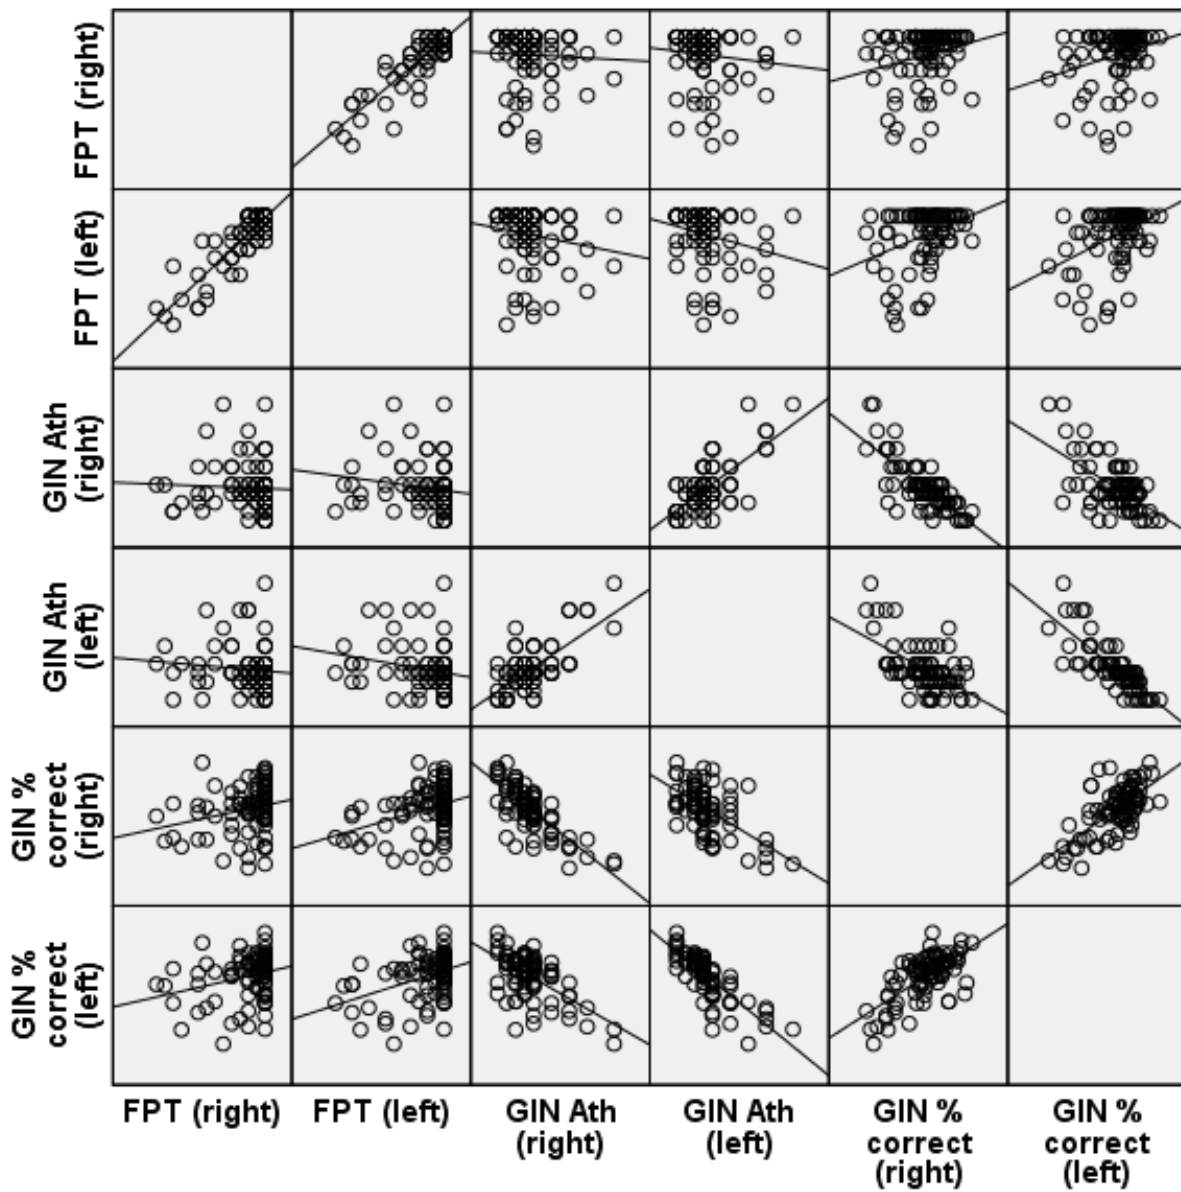 FPT (right)
FPT (left)
GIN Ath
(right)
GIN Ath
(left)
GIN %
correct
(right)
GIN %
correct
(left)
FPT (right)
FPT (left)
GIN Ath
(right)
GIN Ath
(left)
GIN %
correct
(right)
GIN %
correct
(left)